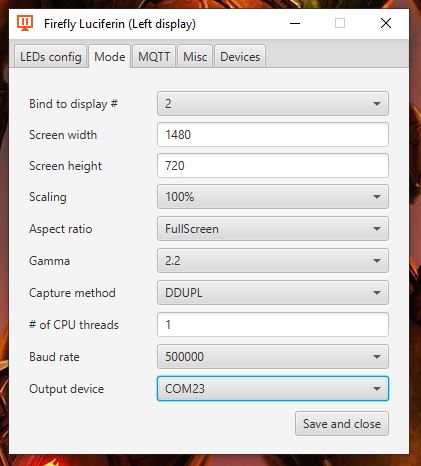 Firefly Luciferin (Left display)
LEDs config Mode MQTT Misc Devices
Bind to display # 2
Screen width 1480
Screen height 720
Scaling 100%
Aspect ratio FullScreen
Gamma 2.2
Capture method DDUPL
# of CPU threads 1
Baud rate 500000
Output device COM23
Save and close